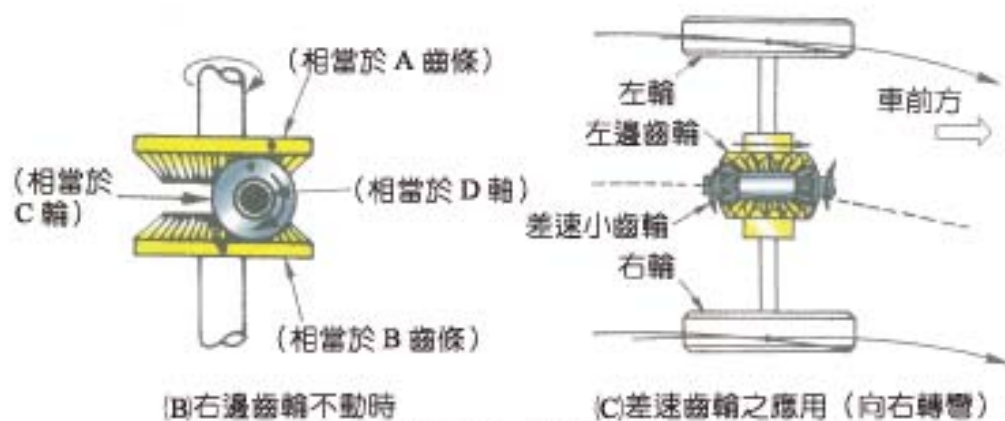 (相當於 A 齒條)
(相當於
C 輪)
(相當於 D 軸)
(相當於 B 齒條)
(B)右邊齒輪不動時
左輪
左邊齒輪
車前方
差速小齒輪
右輪
(C)差速齒輪之應用(向右轉彎)